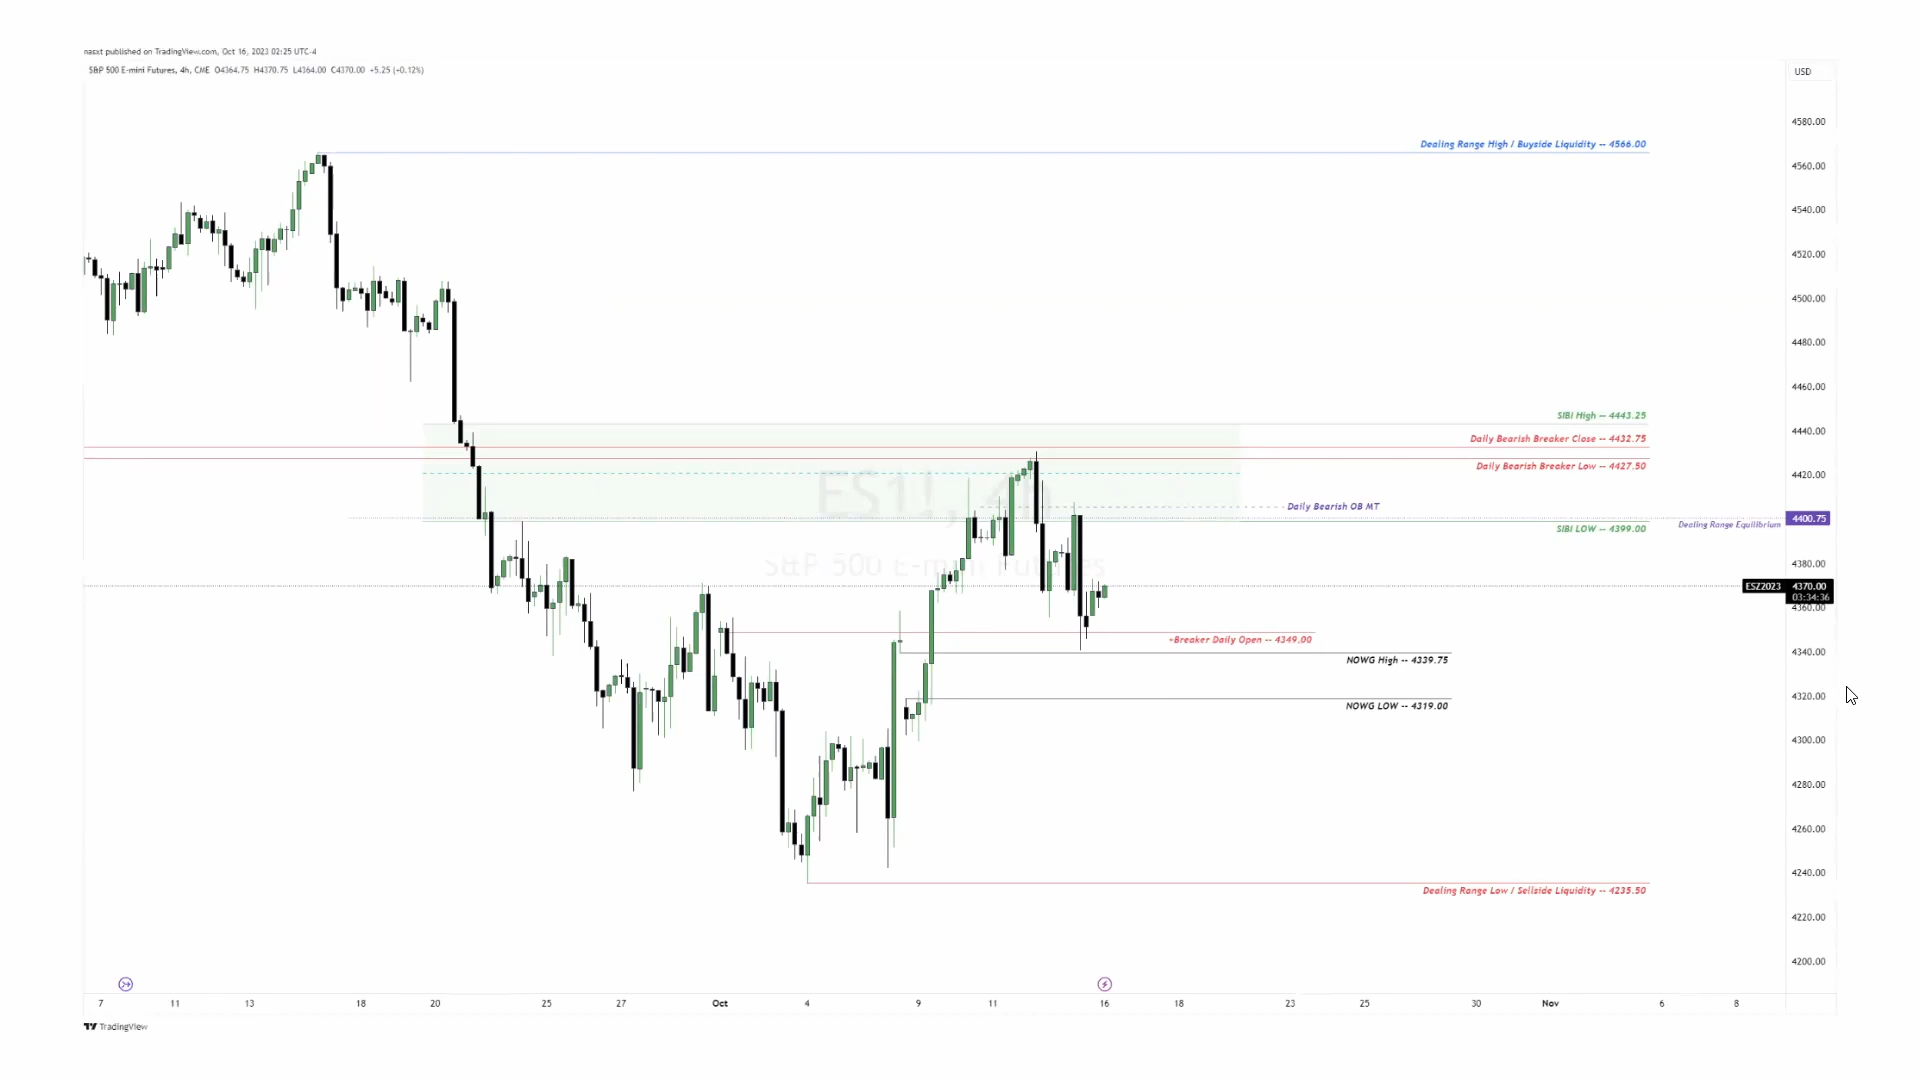 nasxt published on TradingView.com, Oct 16, 2023 02:25 UTC-4
S&P 500 E-mini Futures, 4h, CME O4364.75 H4370.75 L4364.00 C4370.00 +5.25 (+0.12%)
USD
4580.00
Dealing Range High / Buyside Liquidity -- 4566.00
4560.00
4540.00
4520.00
4500.00
4480.00
4460.00
SIBI High -- 4443.25
4440.00
Daily Bearish Breaker Close -- 4432.75
Daily Bearish Breaker Low -- 4427.50
4420.00
ES1!, 4h
Daily Bearish OB MT
4400.75
Dealing Range Equilibrium
SIBI LOW -- 4399.00
S&P 500 E-mini Futures
4380.00
ESZ2023 4370.00
03:34:36
4360.00
+Breaker Daily Open -- 4349.00
4340.00
NOWG High -- 4339.75
4320.00
NOWG LOW -- 4319.00
4300.00
4280.00
4260.00
4240.00
Dealing Range Low / Sellside Liquidity -- 4235.50
4220.00
4200.00
7 11 13 18 20 25 27 Oct 4 9 11 16 18 23 25 30 Nov 6 8
TradingView